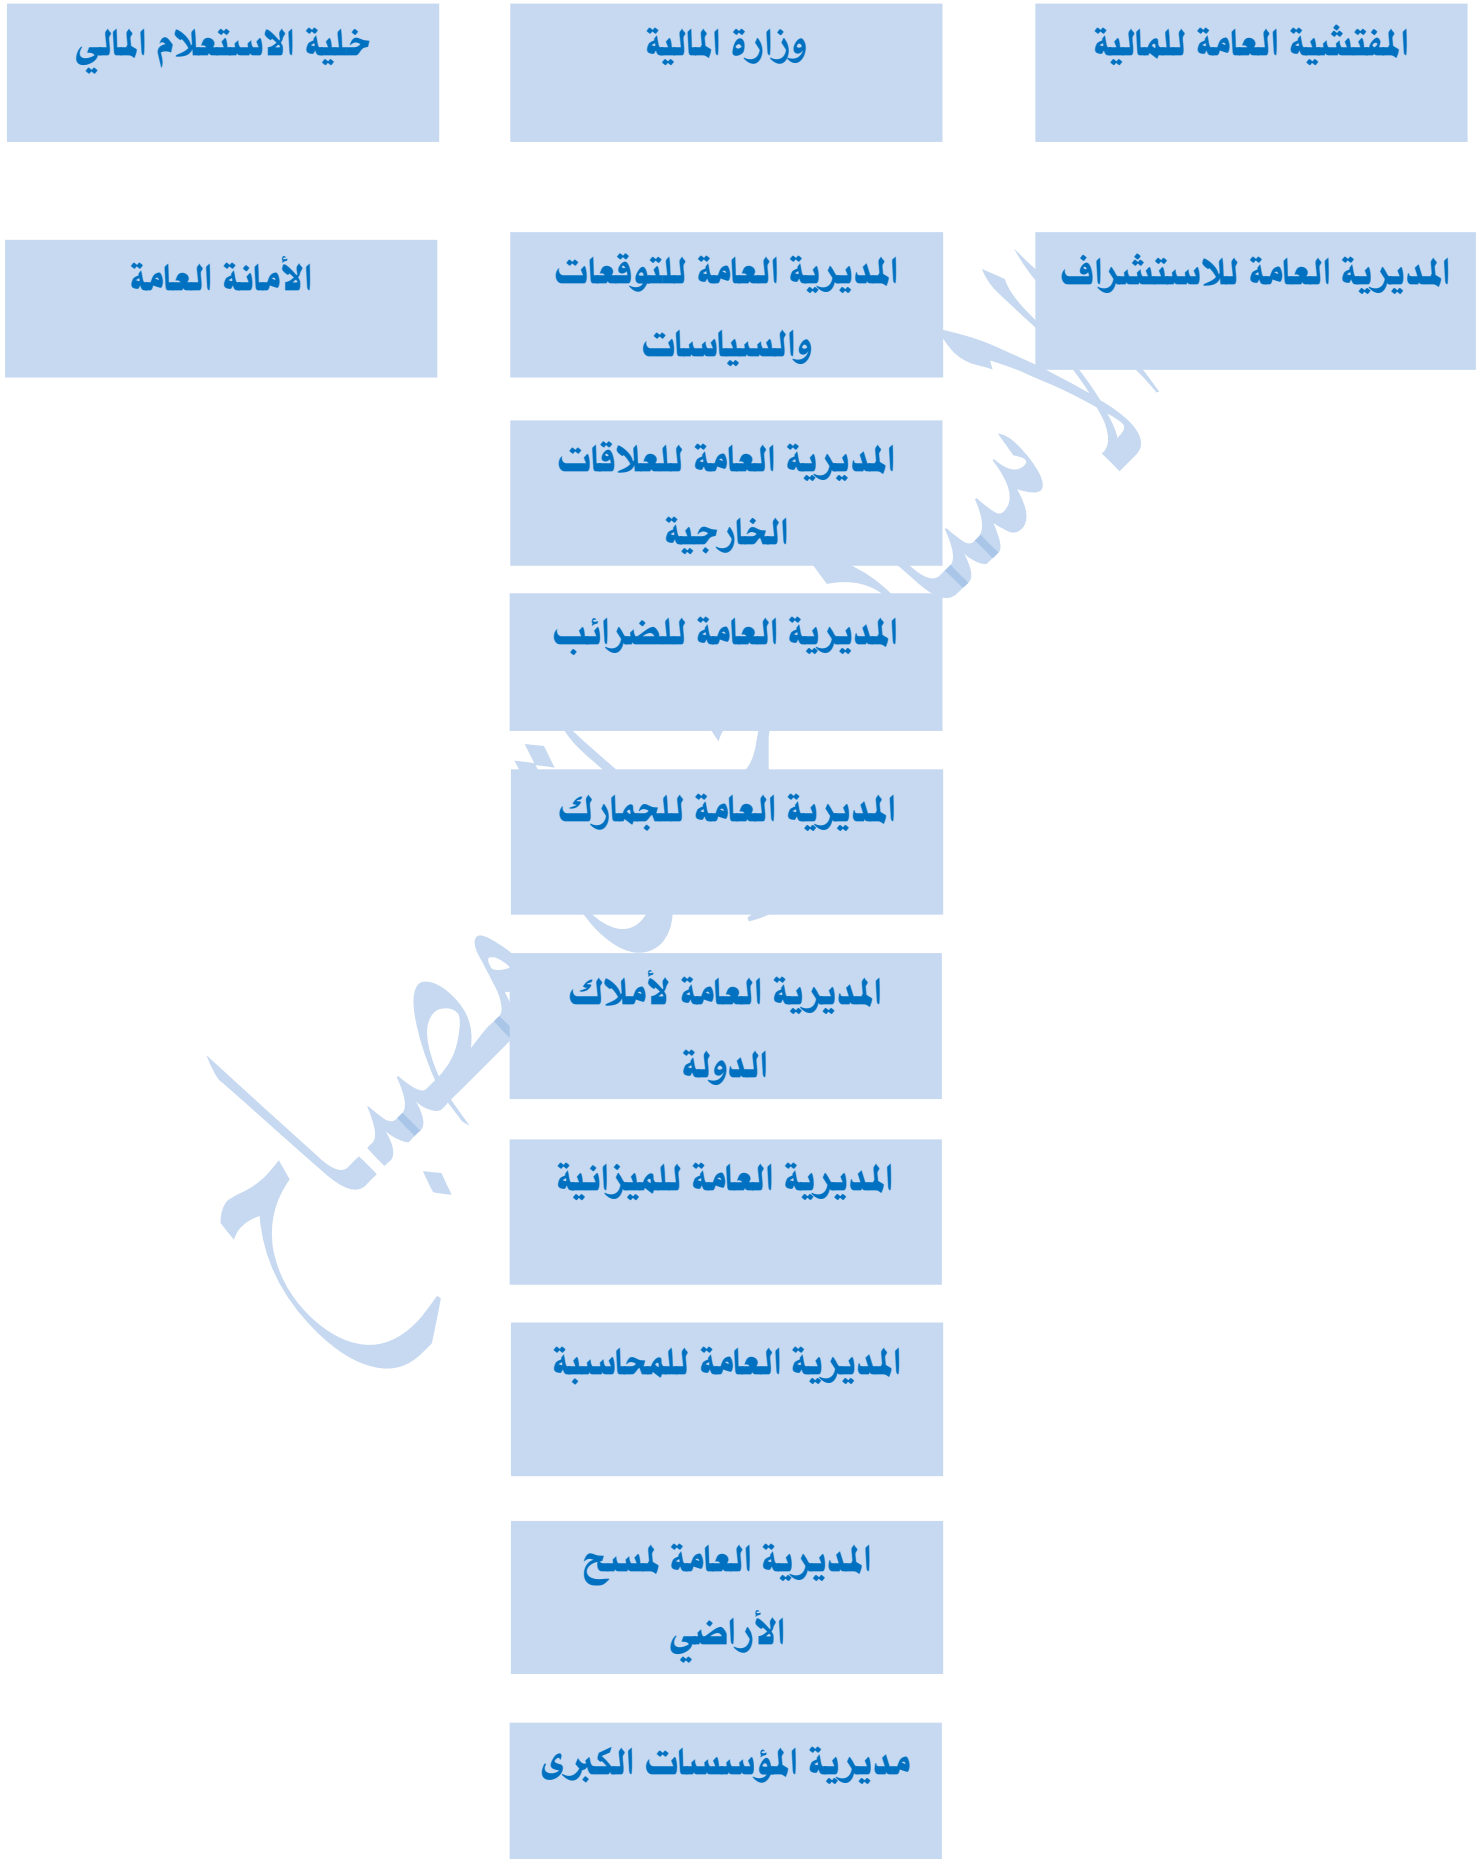 المفتشية العامة للمالية
وزارة المالية
خلية الاستعلام المالي
المديرية العامة للاستشراف
المديرية العامة للتوقعات
والسياسات
الأمانة العامة
المديرية العامة للعلاقات
الخارجية
المديرية العامة للضرائب
المديرية العامة للجمارك
المديرية العامة لأملاك
الدولة
المديرية العامة للميزانية
المديرية العامة للمحاسبة
المديرية العامة لمسح
الأراضي
مديرية المؤسسات الكبرى